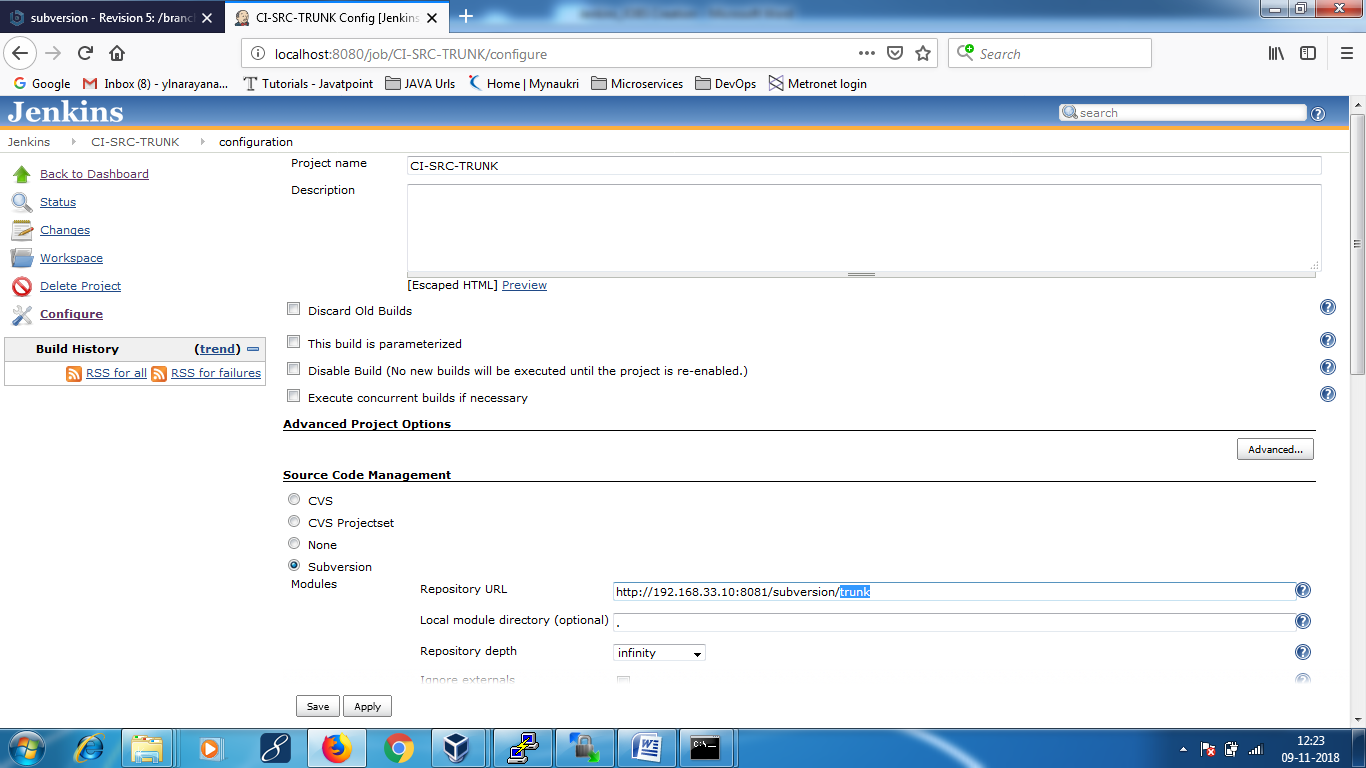 subversion - Revision 5: /branc
CI-SRC-TRUNK Config [Jenkins
localhost:8080/job/CI-SRC-TRUNK/configure
Search
Google
Inbox (8) - ylnarayana...
Tutorials - Javatpoint
JAVA Urls
Home | Mynaukri
Microservices
DevOps
Metronet login
Jenkins
search
Jenkins
CI-SRC-TRUNK
configuration
Back to Dashboard
Status
Changes
Workspace
Delete Project
Configure
Build History (trend)
RSS for all RSS for failures
Project name
CI-SRC-TRUNK
Description
[Escaped HTML] Preview
Discard Old Builds
This build is parameterized
Disable Build (No new builds will be executed until the project is re-enabled.)
Execute concurrent builds if necessary
Advanced Project Options
Advanced...
Source Code Management
CVS
CVS Projectset
None
Subversion
Modules
Repository URL
http://192.168.33.10:8081/subversion/trunk
Local module directory (optional)
.
Repository depth
infinity
Ignore externals
Save
Apply
12:23
09-11-2018